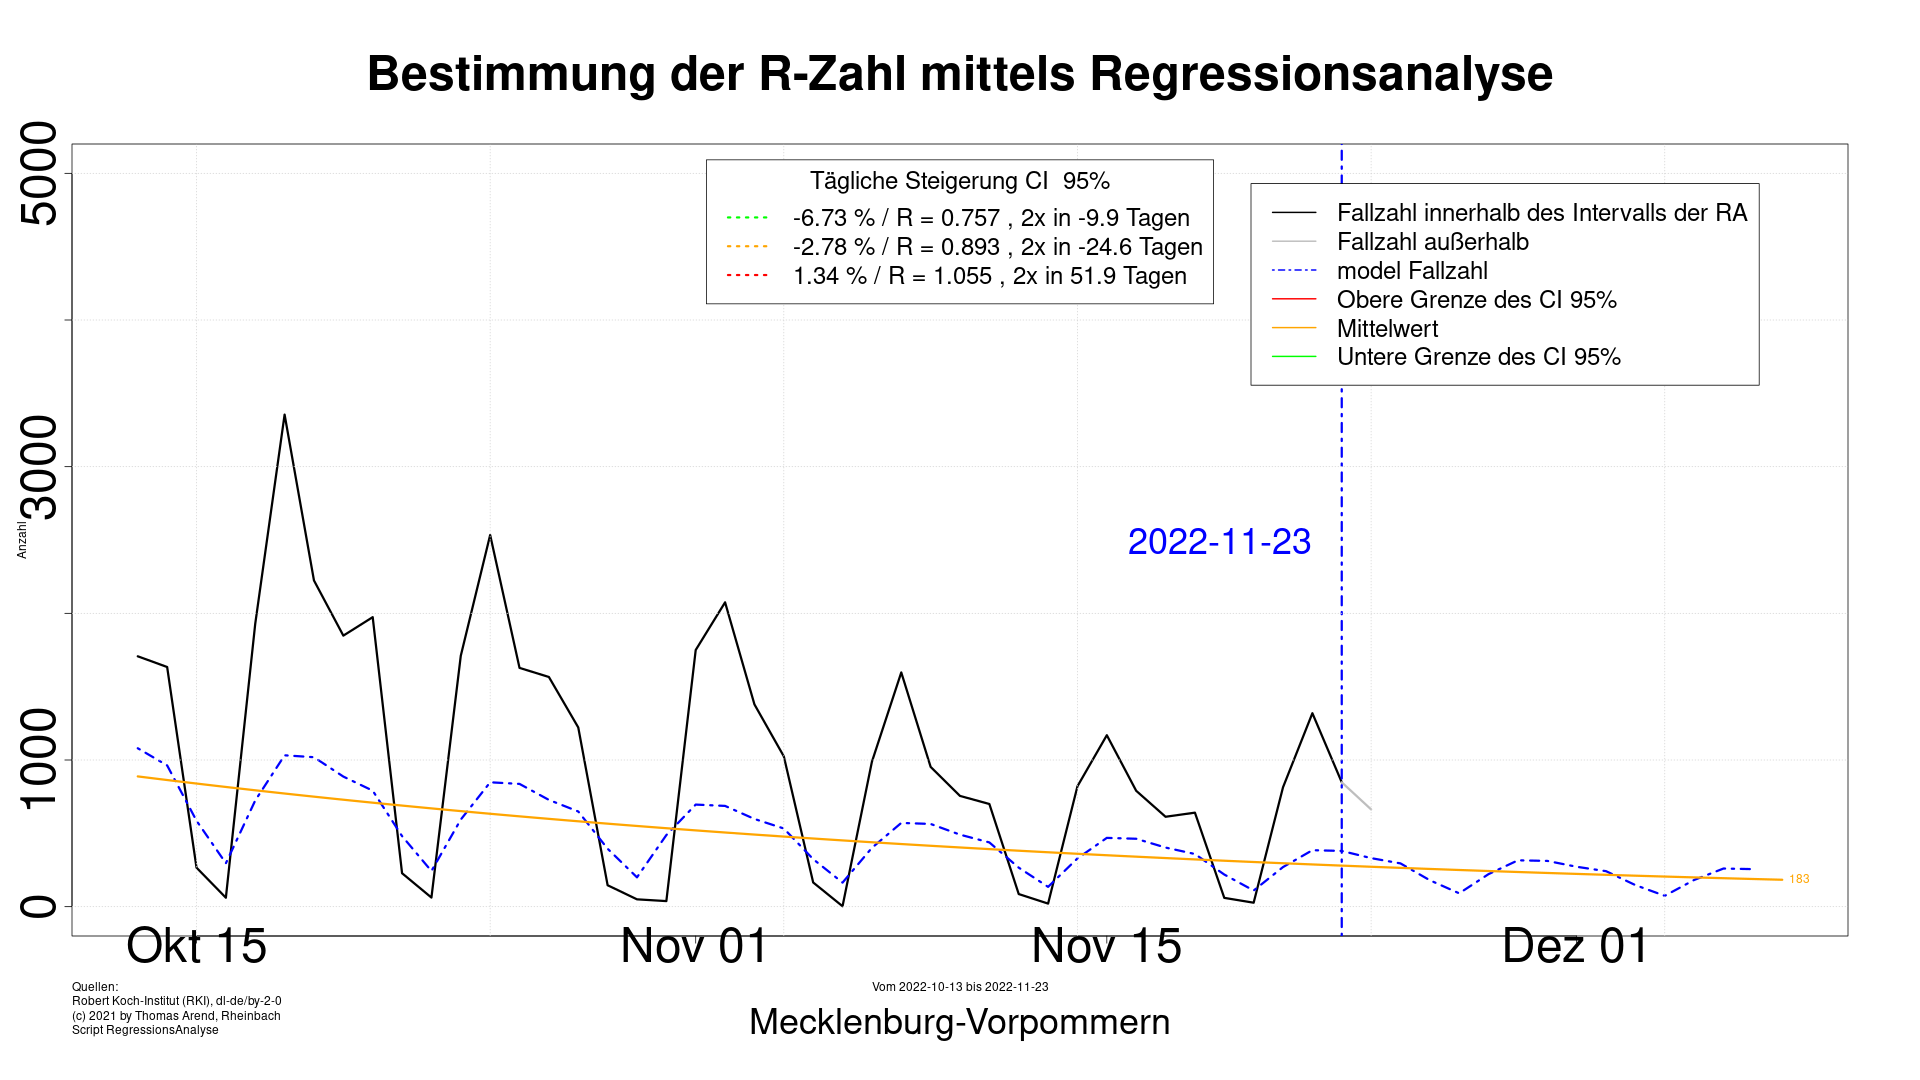 Bestimmung der R-Zahl mittels Regressionsanalyse
Tägliche Steigerung CI  95%
-6.73 % / R = 0.757 , 2x in -9.9 Tagen
-2.78 % / R = 0.893 , 2x in -24.6 Tagen
1.34 % / R = 1.055 , 2x in 51.9 Tagen
Fallzahl innerhalb des Intervalls der RA
Fallzahl außerhalb
model Fallzahl
Obere Grenze des CI 95%
Mittelwert
Untere Grenze des CI 95%
5000
3000
1000
0
Anzahl
2022-11-23
183
Okt 15
Nov 01
Nov 15
Dez 01
Quellen:
Robert Koch-Institut (RKI), dl-de/by-2-0
(c) 2021 by Thomas Arend, Rheinbach
Script RegressionsAnalyse
Vom 2022-10-13 bis 2022-11-23
Mecklenburg-Vorpommern